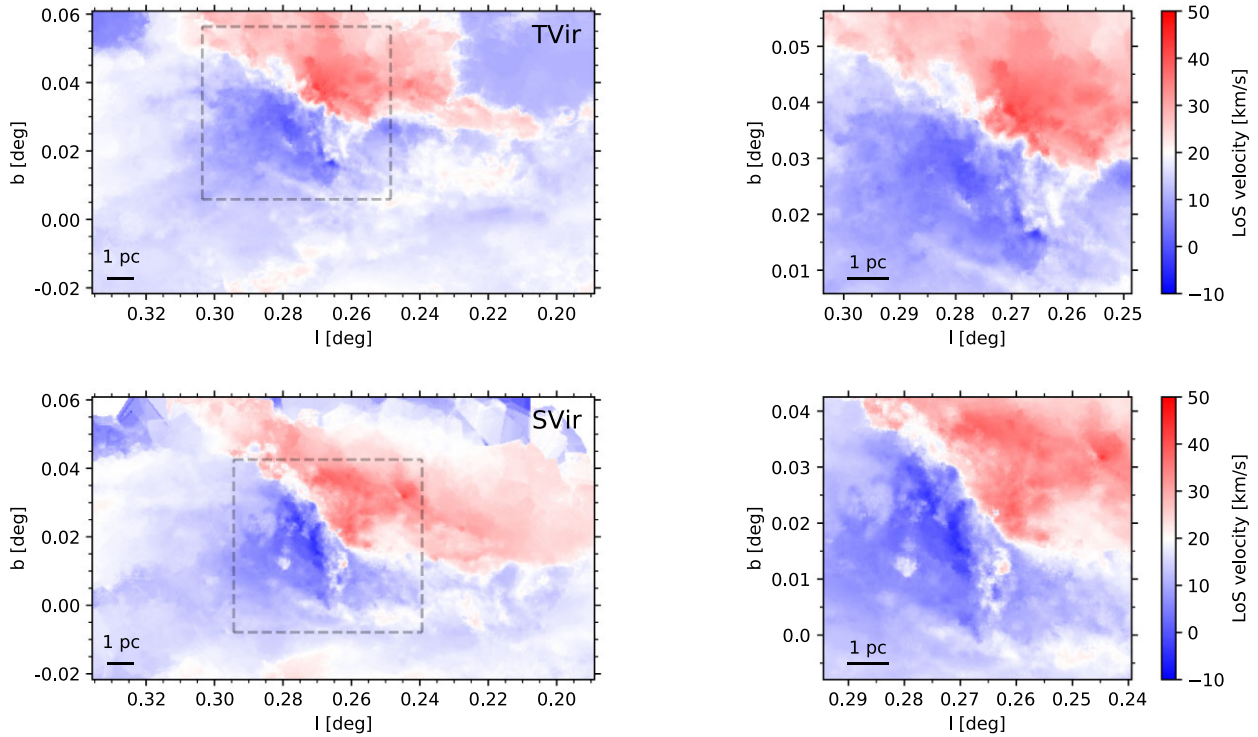 TVir
0.06
0.04
0.02
0.00
-0.02
b [deg]
1 pc
0.32 0.30 0.28 0.26 0.24 0.22 0.20
l [deg]
0.05
0.04
0.03
0.02
0.01
b [deg]
1 pc
0.30 0.29 0.28 0.27 0.26 0.25
l [deg]
50
40
30
20
10
0
−10
LoS velocity [km/s]
SVir
0.06
0.04
0.02
0.00
-0.02
b [deg]
1 pc
0.32 0.30 0.28 0.26 0.24 0.22 0.20
l [deg]
0.04
0.03
0.02
0.01
0.0
b [deg]
1 pc
0.29 0.28 0.27 0.26 0.25 0.24
l [deg]
50
40
30
20
10
0
−10
LoS velocity [km/s]